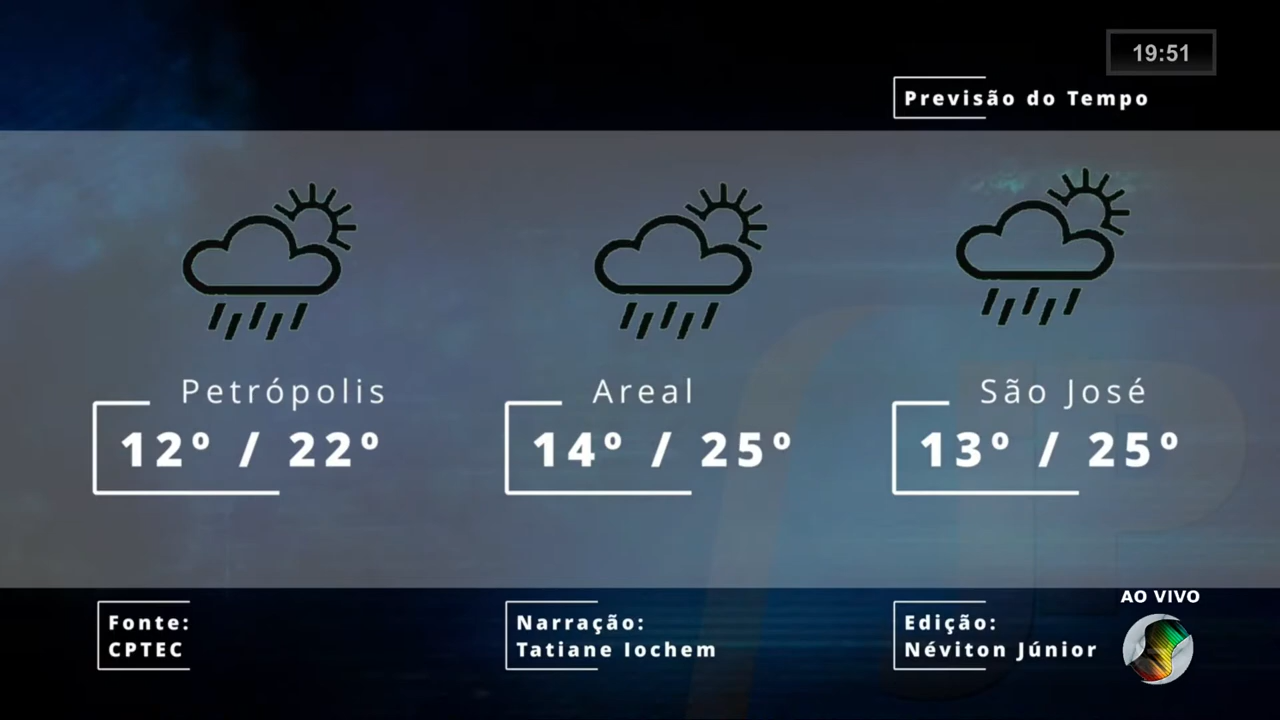 19:51
Previsão do Tempo
Petrópolis
12º / 22º
Areal
14º / 25º
São José
13º / 25º
Fonte:
CPTEC
Narração:
Tatiane Iochem
Edição:
Néviton Júnior
AO VIVO